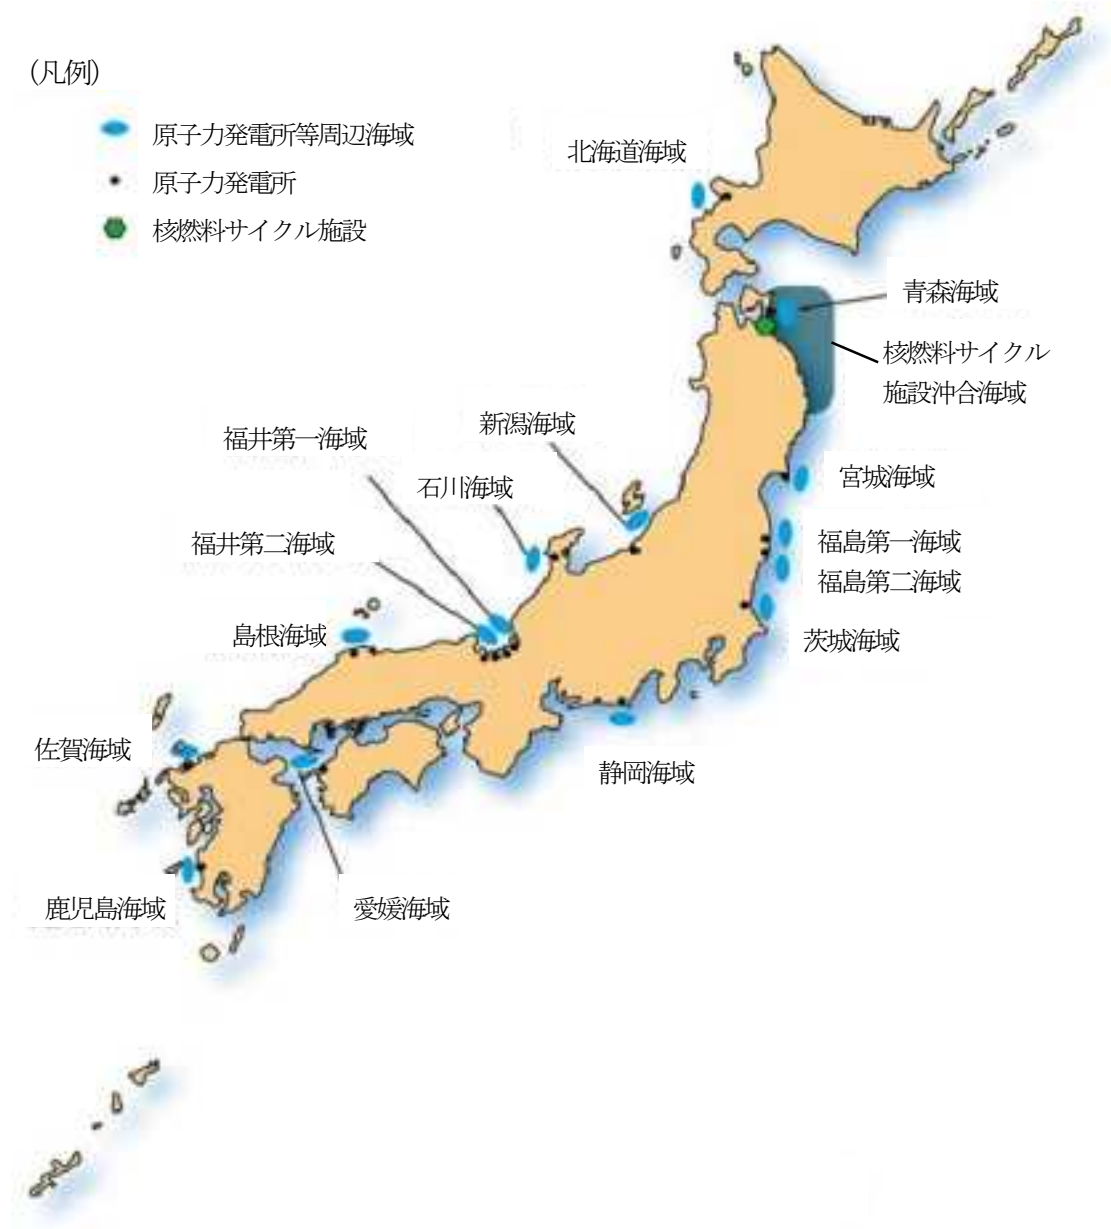 （凡例）
原子力発電所等周辺海域
原子力発電所
核燃料サイクル施設
北海道海域
青森海域
核燃料サイクル
施設沖合海域
新潟海域
福井第一海域
石川海域
宮城海域
福井第二海域
福島第一海域
福島第二海域
島根海域
茨城海域
佐賀海域
静岡海域
鹿児島海域
愛媛海域